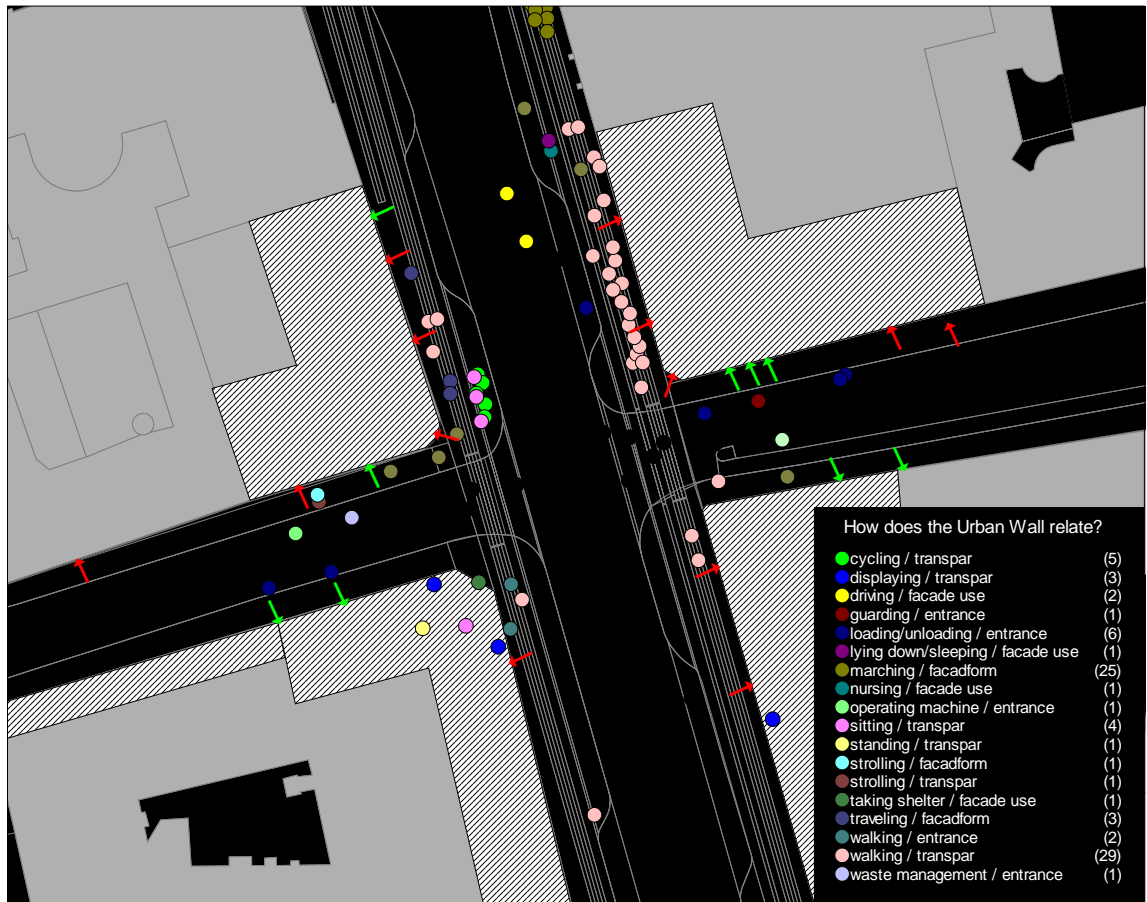 How does the Urban Wall relate?
cycling / transpar (5)
displaying / transpar (3)
driving / facade use (2)
guarding / entrance (1)
loading/unloading / entrance (6)
lying down/sleeping / facade use (1)
marching / facadform (25)
nursing / facade use (1)
operating machine / entrance (1)
sitting / transpar (4)
standing / transpar (1)
strolling / facadform (1)
strolling / transpar (1)
taking shelter / facade use (1)
traveling / facadform (3)
walking / entrance (2)
walking / transpar (29)
waste management / entrance (1)